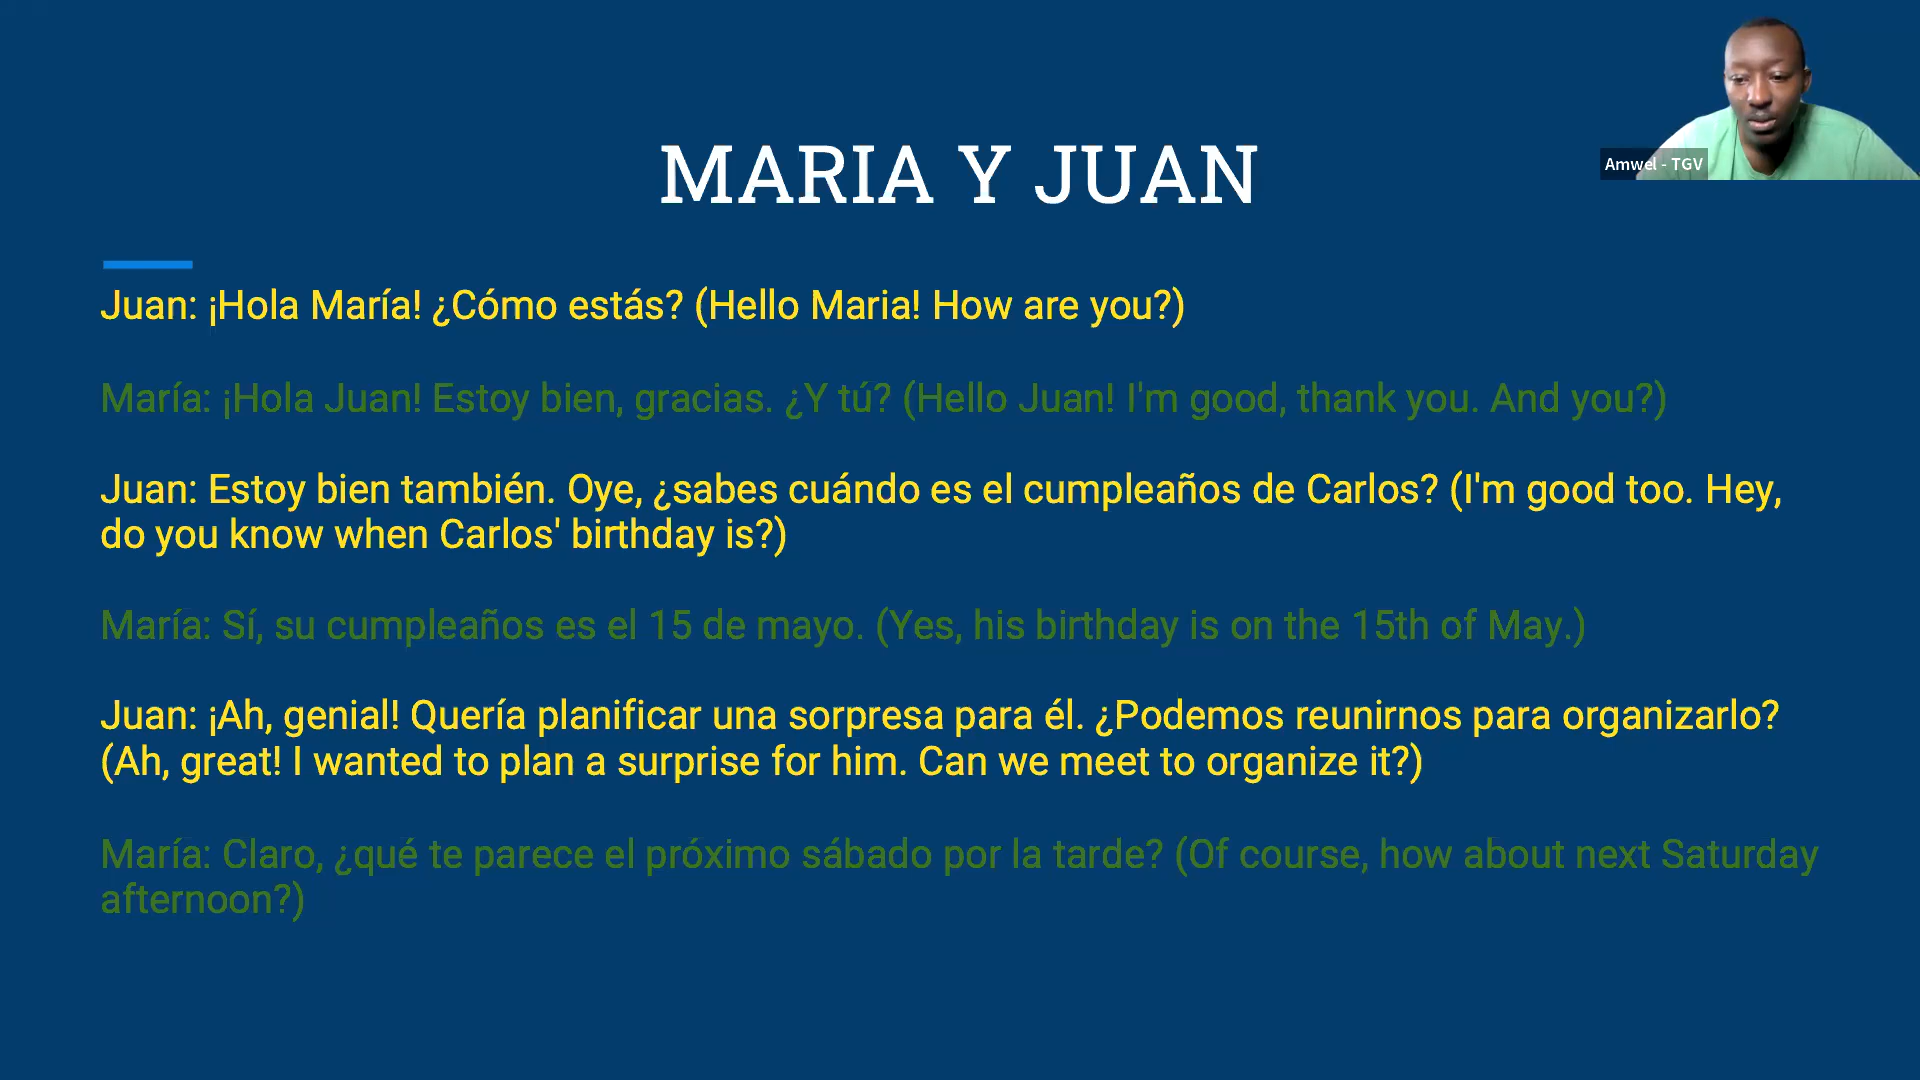 Amwel - TGV
MARIA Y JUAN
Juan: ¡Hola María! ¿Cómo estás? (Hello Maria! How are you?)
María: ¡Hola Juan! Estoy bien, gracias. ¿Y tú? (Hello Juan! I'm good, thank you. And you?)
Juan: Estoy bien también. Oye, ¿sabes cuándo es el cumpleaños de Carlos? (I'm good too. Hey,
do you know when Carlos' birthday is?)
María: Sí, su cumpleaños es el 15 de mayo. (Yes, his birthday is on the 15th of May.)
Juan: ¡Ah, genial! Quería planificar una sorpresa para él. ¿Podemos reunirnos para organizarlo?
(Ah, great! I wanted to plan a surprise for him. Can we meet to organize it?)
María: Claro, ¿qué te parece el próximo sábado por la tarde? (Of course, how about next Saturday
afternoon?)